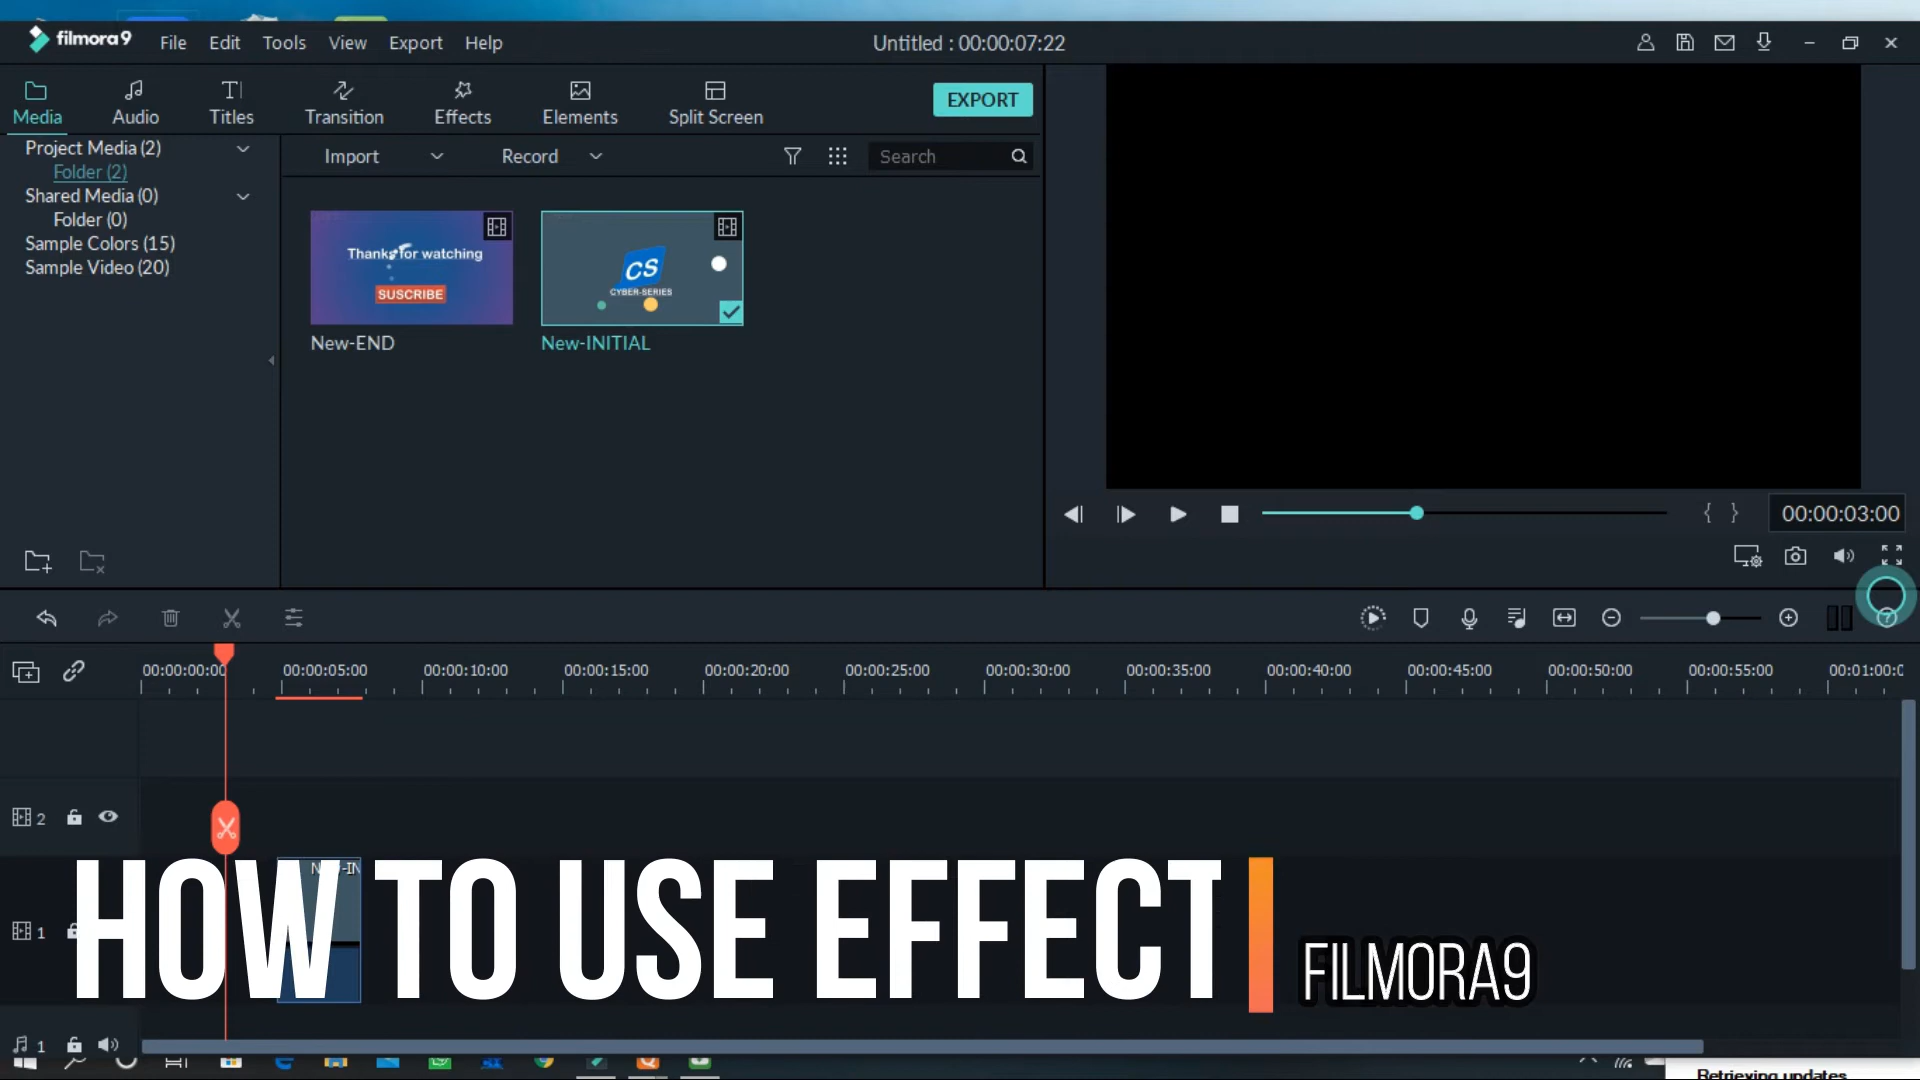 filmora9 File Edit Tools View Export Help Untitled : 00:00:07:22
Media Audio Titles Transition Effects Elements Split Screen EXPORT
Project Media (2)
Folder (2)
Shared Media (0)
Folder (0)
Sample Colors (15)
Sample Video (20)
Import Record Search
Thanks for watching
SUSCRIBE
New-END
CS
CYBER-SERIES
New-INITIAL
00:00:03:00
00:00:00:00 00:00:05:00 00:00:10:00 00:00:15:00 00:00:20:00 00:00:25:00 00:00:30:00 00:00:35:00 00:00:40:00 00:00:45:00 00:00:50:00 00:00:55:00 00:01:00:0
2
1
HOW TO USE EFFECT
FILMORA9
1
Retrieving updates